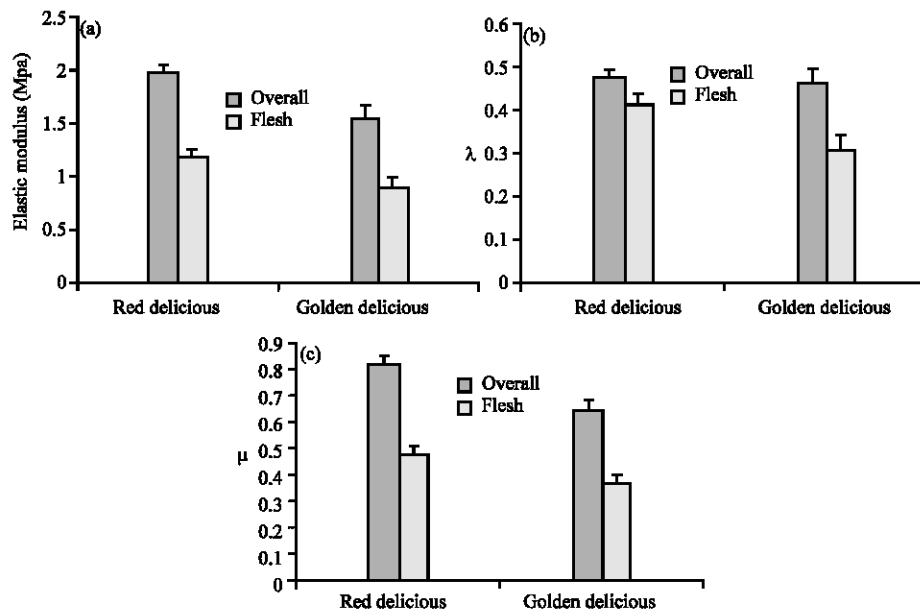 (a)
Elastic modulus (Mpa)
2.5
2
1.5
1
0.5
0
Overall
Flesh
Red delicious
Golden delicious
(b)
λ
0.6
0.5
0.4
0.3
0.2
0.1
0
Overall
Flesh
Red delicious
Golden delicious
(c)
μ
0.9
0.8
0.7
0.6
0.5
0.4
0.3
0.2
0.1
0
Overall
Flesh
Red delicious
Golden delicious